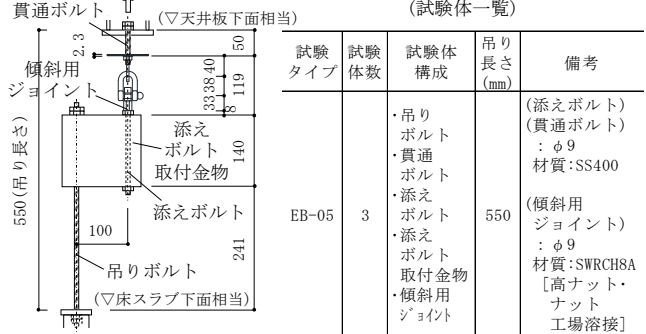 貫通ボルト
(▽天井板下面相当)
2.3
50
傾斜用
ジョイント
33
38
40
8
119
添え
ボルト
取付金物
140
550(吊り長さ)
添えボルト
100
241
吊りボルト
(▽床スラブ下面相当)
(試験体一覧)
試験
タイプ
試験
体数
試験体
構成
吊り
長さ
(mm)
備考
EB-05
3
・吊り
ボルト
・貫通
ボルト
・添え
ボルト
・添え
ボルト
取付金物
・傾斜用
ジョイント
550
(添えボルト)
(貫通ボルト)
：φ9
材質:SS400
(傾斜用
ジョイント)
：φ9
材質:SWRCH8A
[高ナット・
ナット
工場溶接]